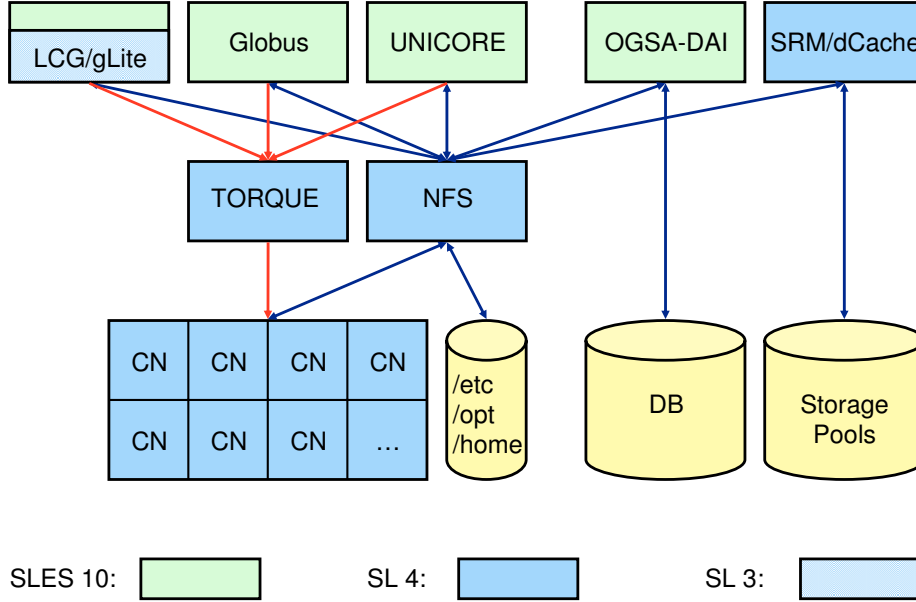 LCG/gLite
Globus
UNICORE
OGSA-DAI
SRM/dCache
TORQUE
NFS
CN CN CN CN
CN CN CN …
/etc
/opt
/home
DB
Storage
Pools
SLES 10:
SL 4:
SL 3: